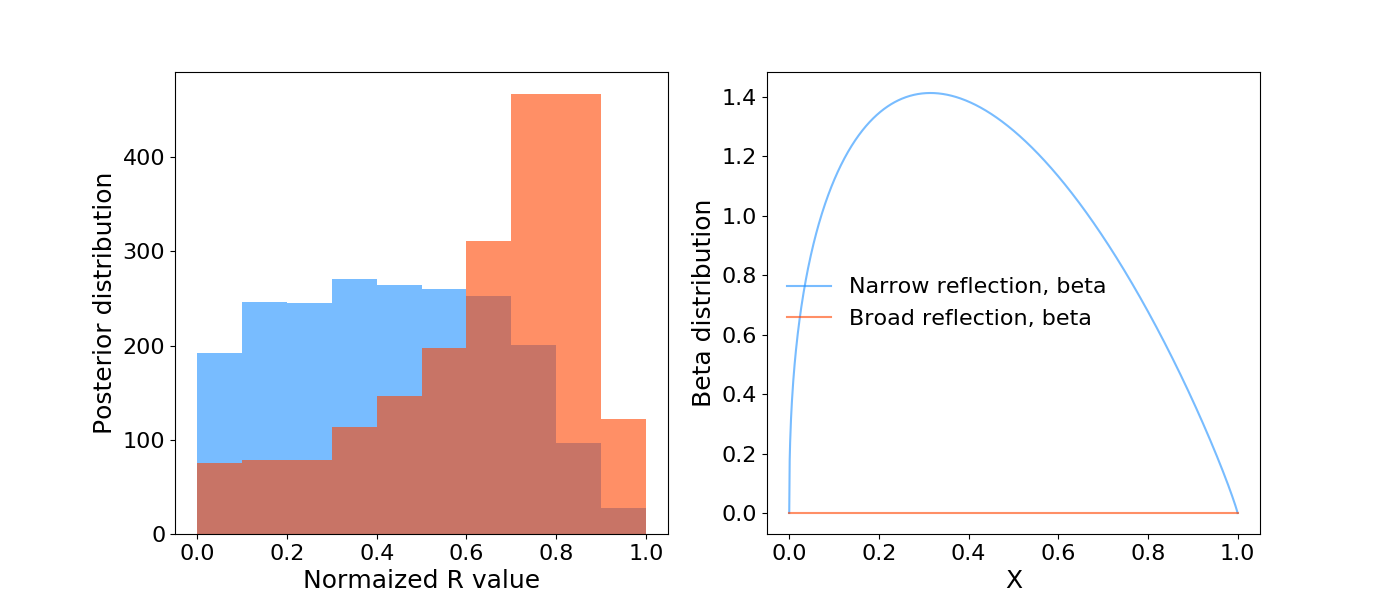 Posterior distribution
400
300
200
100
0
0.0 0.2 0.4 0.6 0.8 1.0
Normaized R value
Beta distribution
1.4
1.2
1.0
0.8
0.6
0.4
0.2
0.0
Narrow reflection, beta
Broad reflection, beta
0.0 0.2 0.4 0.6 0.8 1.0
X